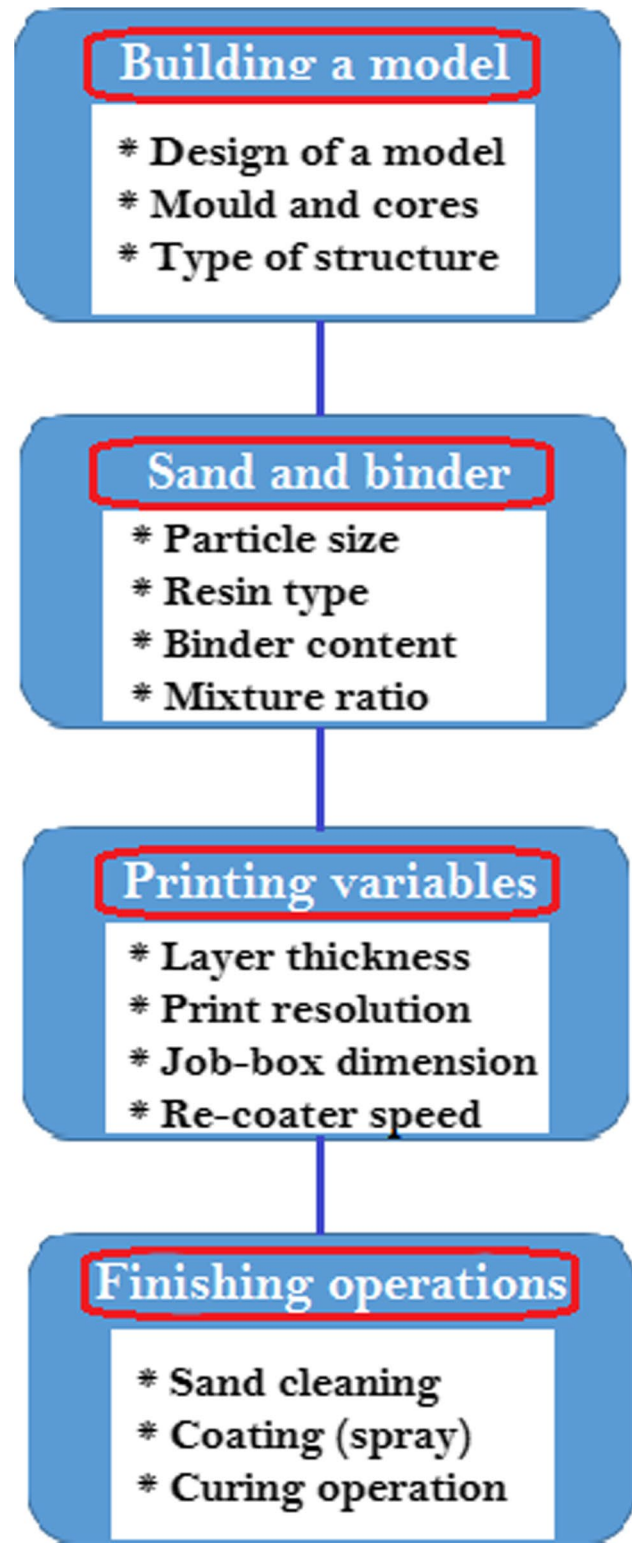 Building a model
* Design of a model
* Mould and cores
* Type of structure
Sand and binder
* Particle size
* Resin type
* Binder content
* Mixture ratio
Printing variables
* Layer thickness
* Print resolution
* Job-box dimension
* Re-coater speed
Finishing operations
* Sand cleaning
* Coating (spray)
* Curing operation